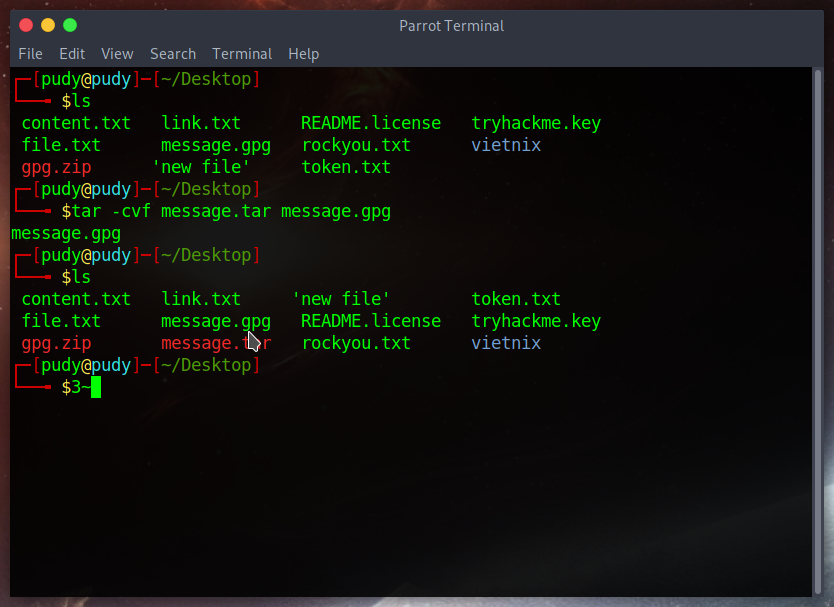 Parrot Terminal
File Edit View Search Terminal Help
┌─[pudy@pudy]─[~/Desktop]
└──╼ $ls
content.txt link.txt README.license tryhackme.key
file.txt message.gpg rockyou.txt vietnix
gpg.zip 'new file' token.txt
┌─[pudy@pudy]─[~/Desktop]
└──╼ $tar -cvf message.tar message.gpg
message.gpg
┌─[pudy@pudy]─[~/Desktop]
└──╼ $ls
content.txt link.txt 'new file' token.txt
file.txt message.gpg README.license tryhackme.key
gpg.zip message.tar rockyou.txt vietnix
┌─[pudy@pudy]─[~/Desktop]
└──╼ $3~